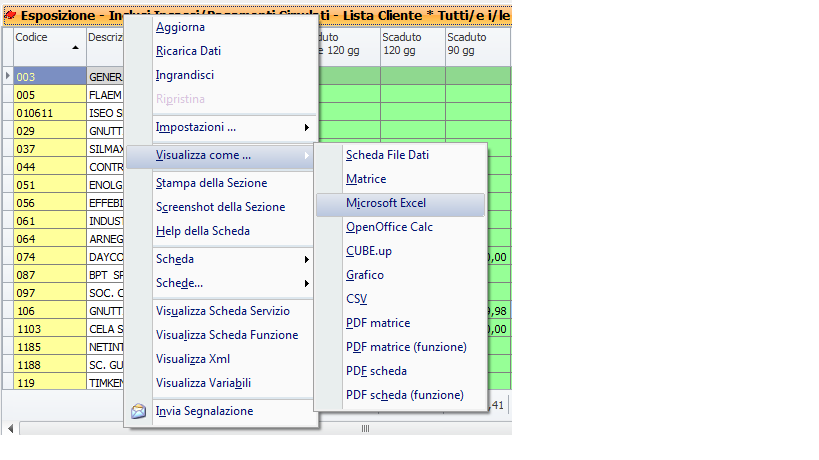 Esposizione - Inclui Incassi/Pagamenti Simulati - Lista Cliente * Tutti/e i/le
Codice
Descriz
duto
e 120 gg
Scaduto
120 gg
Scaduto
90 gg
003 GENERA
005 FLAEM
010611 ISEO S
029 GNUTT
037 SILMAX
044 CONTR
051 ENOLG
056 EFFEBI
061 INDUST
064 ARNEG
074 DAYCO 0,00
087 BPT SP
097 SOC. C
106 GNUTT 9,98
1103 CELA S 0,00
1185 NETINT
1188 SC. GU
119 TIMKEN
,41
Aggiorna
Ricarica Dati
Ingrandisci
Ripristina
Impostazioni ...
Visualizza come ...
Stampa della Sezione
Screenshot della Sezione
Help della Scheda
Scheda
Schede...
Visualizza Scheda Servizio
Visualizza Scheda Funzione
Visualizza Xml
Visualizza Variabili
Invia Segnalazione
Scheda File Dati
Matrice
Microsoft Excel
OpenOffice Calc
CUBE.up
Grafico
CSV
PDF matrice
PDF matrice (funzione)
PDF scheda
PDF scheda (funzione)